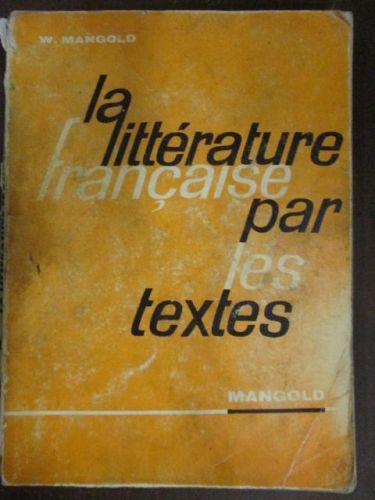 W. MANGOLD
la
littérature
française
par
les
textes
MANGOLD